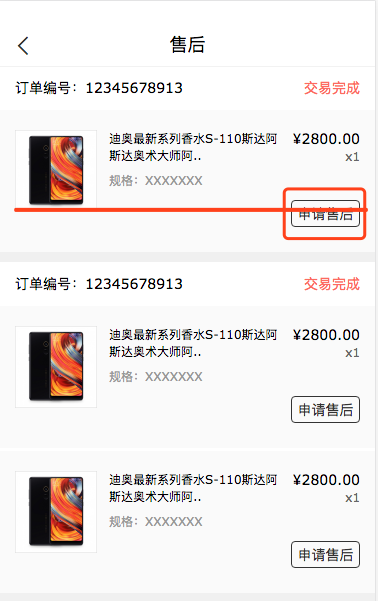 售后
订单编号：12345678913 交易完成
迪奥最新系列香水S-110斯达阿 ¥2800.00
斯达奥术大师阿.. x1
规格：XXXXXXX
申请售后
订单编号：12345678913 交易完成
迪奥最新系列香水S-110斯达阿 ¥2800.00
斯达奥术大师阿.. x1
规格：XXXXXXX
申请售后
迪奥最新系列香水S-110斯达阿 ¥2800.00
斯达奥术大师阿.. x1
规格：XXXXXXX
申请售后